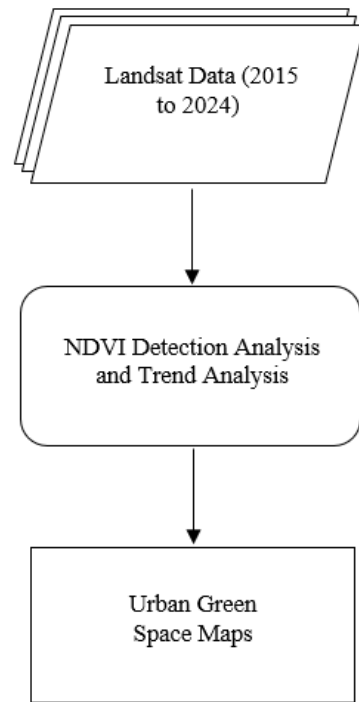 Landsat Data (2015
to 2024)
NDVI Detection Analysis
and Trend Analysis
Urban Green
Space Maps